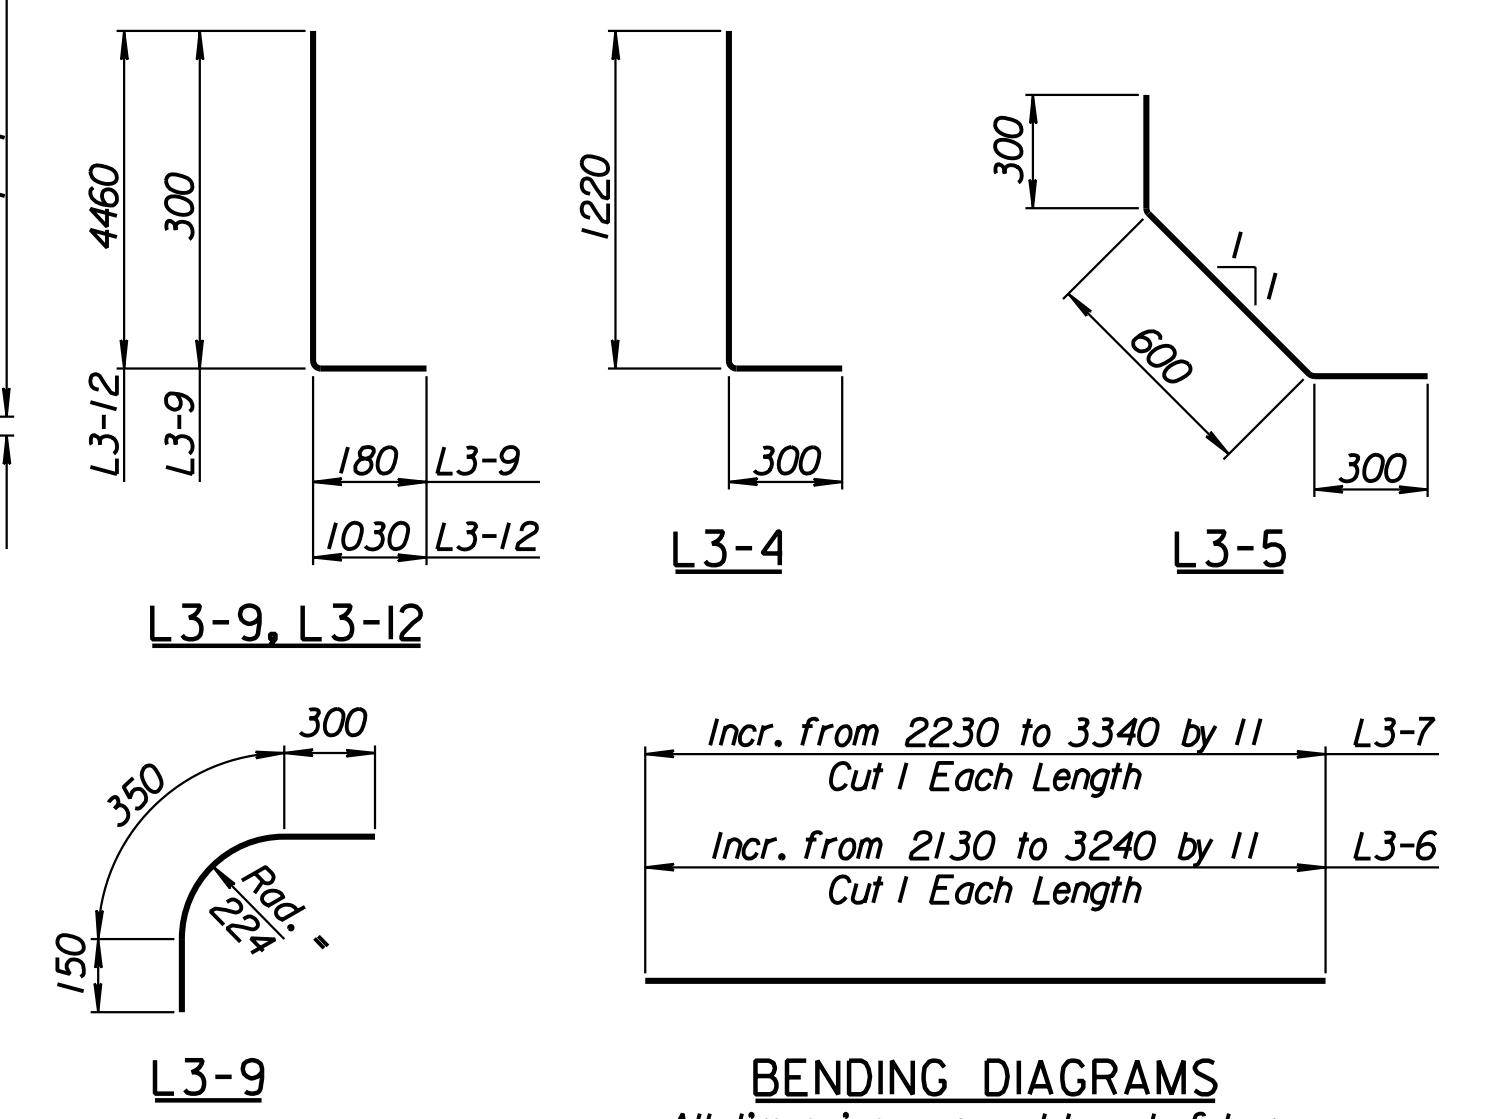 4460
300
L3-12
L3-9
180 L3-9
1030 L3-12
L3-9, L3-12
1220
300
L3-4
300
1
1
600
300
L3-5
300
350
Rad. =
224
150
L3-9
Incr. from 2230 to 3340 by 11 L3-7
Cut 1 Each Length
Incr. from 2130 to 3240 by 11 L3-6
Cut 1 Each Length
BENDING DIAGRAMS